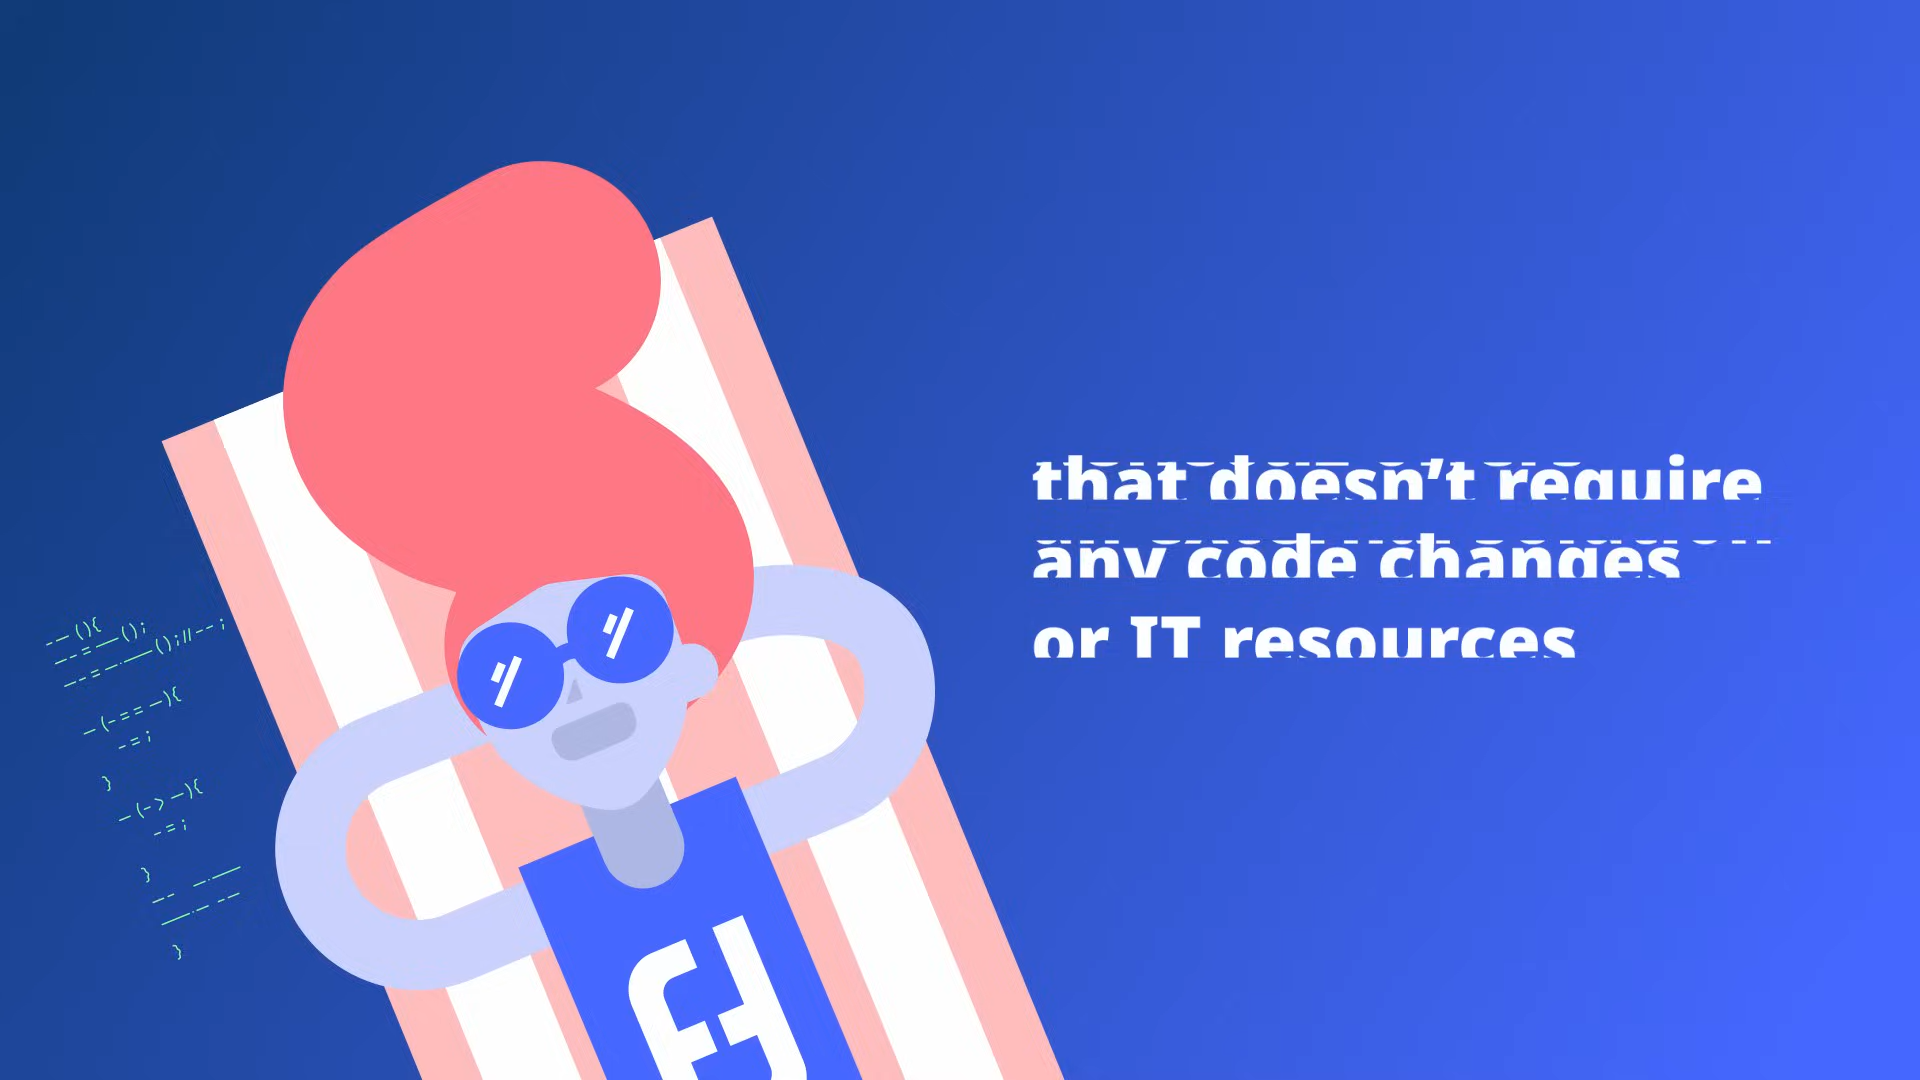 that doesn't require
any code changes
or IT resources